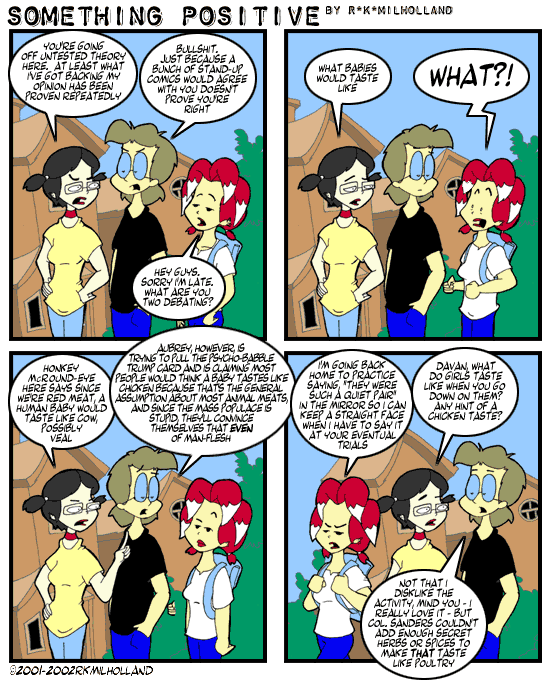 SOMETHING POSITIVE BY R*K*MILHOLLAND
YOU'RE GOING
OFF UNTESTED THEORY
HERE. AT LEAST WHAT
I'VE GOT BACKING MY
OPINION HAS BEEN
PROVEN REPEATEDLY
BULLSHIT.
JUST BECAUSE A
BUNCH OF STAND-UP
COMICS WOULD AGREE
WITH YOU DOESN'T
PROVE YOU'RE
RIGHT
HEY GUYS.
SORRY I'M LATE.
WHAT ARE YOU
TWO DEBATING?
WHAT BABIES
WOULD TASTE
LIKE
WHAT?!
HONKEY
MCROUND-EYE
HERE SAYS SINCE
WE'RE RED MEAT, A
HUMAN BABY WOULD
TASTE LIKE COW,
POSSIBLY
VEAL
AUBREY, HOWEVER, IS
TRYING TO PULL THE PSYCHO-BABBLE
TRUMP CARD AND IS CLAIMING MOST
PEOPLE WOULD THINK A BABY TASTES LIKE
CHICKEN BECAUSE THAT'S THE GENERAL
ASSUMPTION ABOUT MOST ANIMAL MEATS,
AND SINCE THE MASS POPULACE IS
STUPID, THEY'LL CONVINCE
THEMSELVES THAT EVEN
OF MAN-FLESH
I'M GOING BACK
HOME TO PRACTICE
SAYING, "THEY WERE
SUCH A QUIET PAIR"
IN THE MIRROR SO I CAN
KEEP A STRAIGHT FACE
WHEN I HAVE TO SAY IT
AT YOUR EVENTUAL
TRIALS
DAVAN, WHAT
DO GIRLS TASTE
LIKE WHEN YOU GO
DOWN ON THEM?
ANY HINT OF A
CHICKEN TASTE?
NOT THAT I
DISKLIKE THE
ACTIVITY, MIND YOU - I
REALLY LOVE IT - BUT
COL. SANDERS COULDN'T
ADD ENOUGH SECRET
HERBS OR SPICES TO
MAKE THAT TASTE
LIKE POULTRY
©2001-2002RKMILHOLLAND